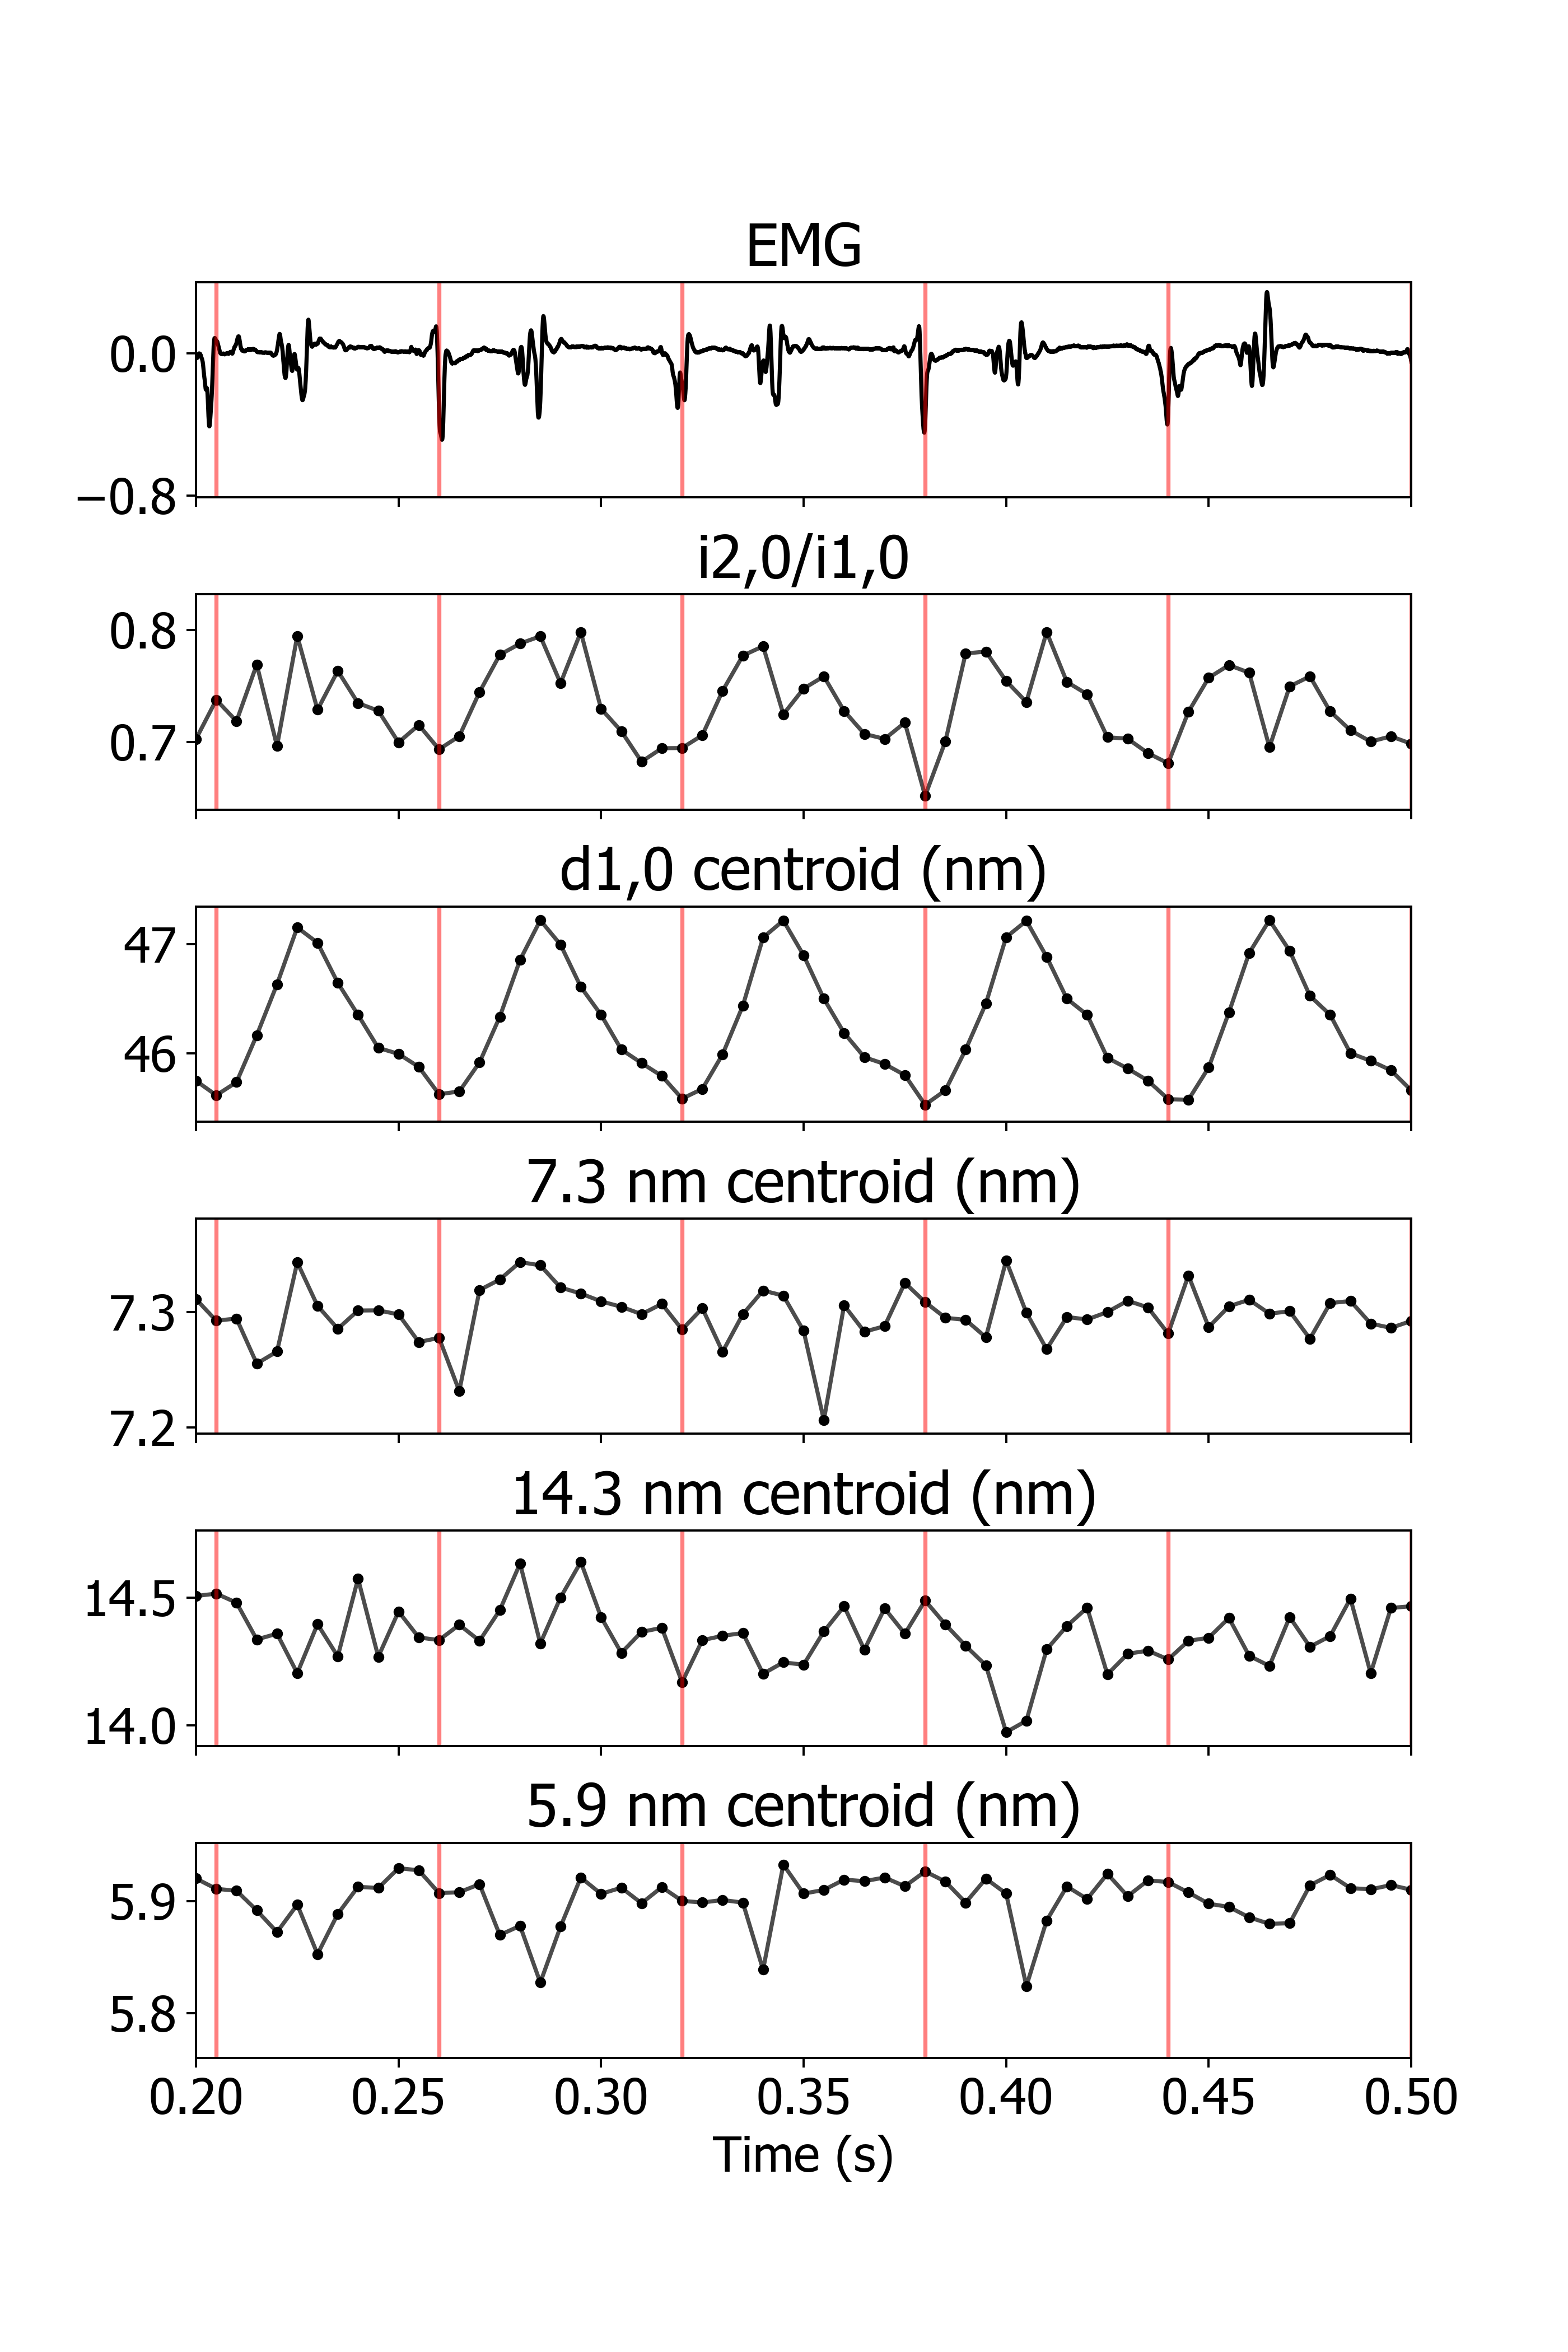 EMG
0.0
−0.8
i2,0/i1,0
0.8
0.7
d1,0 centroid (nm)
47
46
7.3 nm centroid (nm)
7.3
7.2
14.3 nm centroid (nm)
14.5
14.0
5.9 nm centroid (nm)
5.9
5.8
0.20 0.25 0.30 0.35 0.40 0.45 0.50
Time (s)